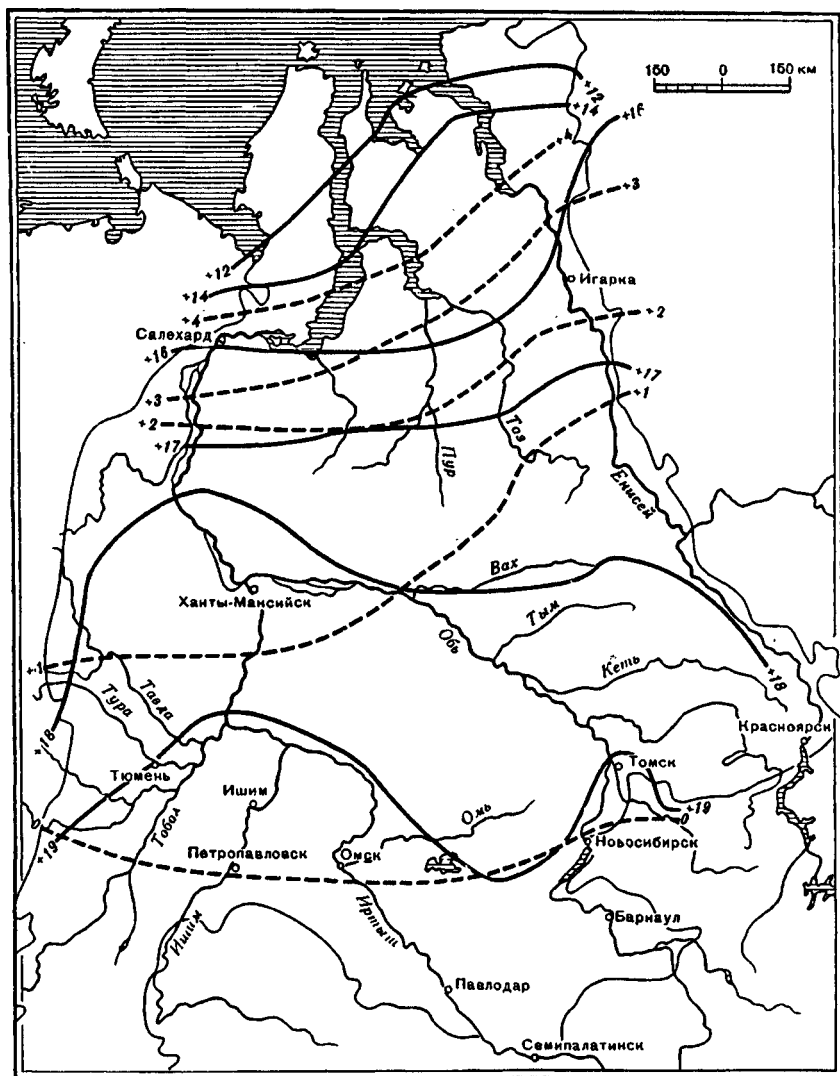 150 0 150 км
+12
+14
+16
+4
+3
Игарка
+12
+14
+4
Салехард
+16
+2
+3
+17
+1
+2
+17
Пур
Таз
Енисей
Вах
Ханты-Мансийск
Тым
Обь
Кеть
+1
+18
Тура
Тавда
+18
Красноярск
Тюмень
Томск
Ишим
+19
0
Омь
0
Тобол
+19
Новосибирск
Петропавловск
Омск
Ишим
Иртыш
Барнаул
Павлодар
Семипалатинск